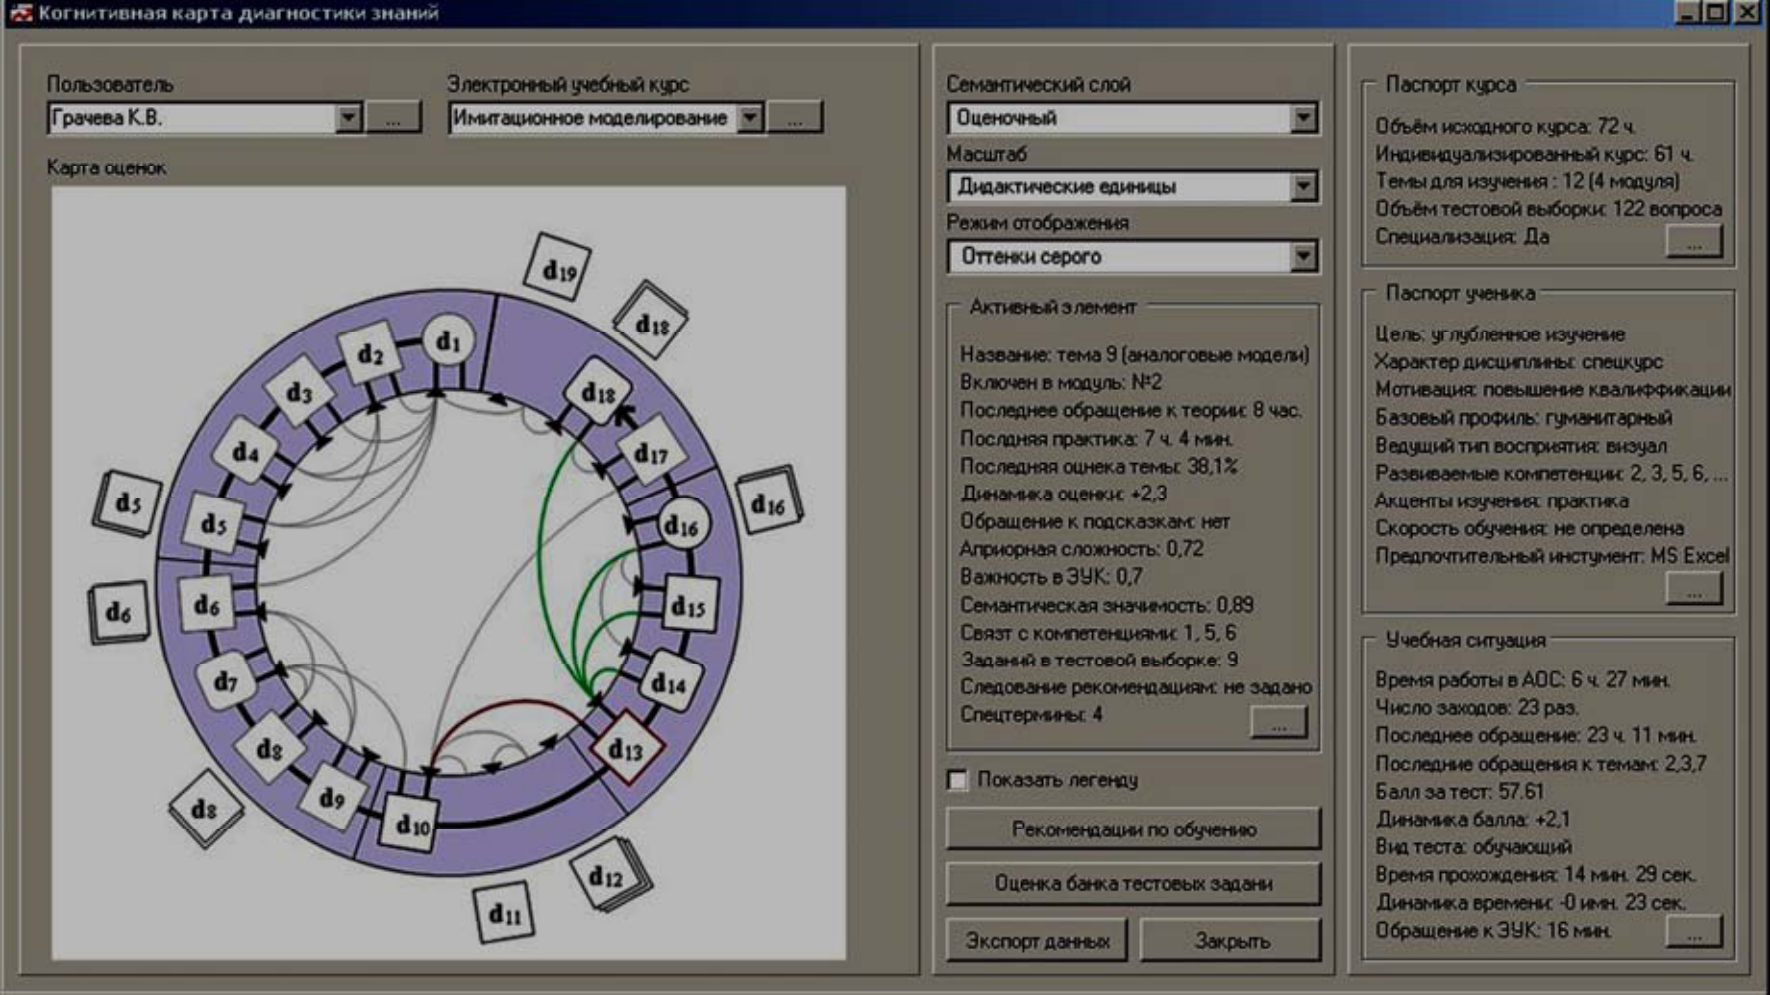 Когнитивная карта диагностики знаний
Пользователь
Грачева К.В.
...
Электронный учебный курс
Имитационное моделирование
...
Карта оценок
d19
d18
d1
d2
d3
d18
d4
d17
d5
d16
d5
d16
d6
d6
d15
d7
d14
d8
d13
d8
d9
d10
d12
d11
Семантический слой
Оценочный
Масштаб
Дидактические единицы
Режим отображения
Оттенки серого
Активный элемент
Название: тема 9 (аналоговые модели)
Включен в модуль: №2
Последнее обращение к теории: 8 час.
Послдняя практика: 7 ч. 4 мин.
Последняя оцнека темы: 38,1%
Динамика оценки: +2,3
Обращение к подсказкам: нет
Априорная сложность: 0,72
Важность в ЗУК: 0,7
Семантическая значимость: 0,89
Связт с компетенциями: 1, 5, 6
Заданий в тестовой выборке: 9
Следование рекомендациям: не задано
Спецтермины: 4
...
Показать легенду
Рекомендации по обучению
Оценка банка тестовых задани
Экспорт данных
Закрыть
Паспорт курса
Объём исходного курса: 72 ч.
Индивидуализированный курс: 61 ч.
Темы для изучения : 12 (4 модуля)
Объём тестовой выборки: 122 вопроса
Специализация: Да
...
Паспорт ученика
Цель: углубленное изучение
Характер дисциплины: спецкурс
Мотивация: повышение квалиффикации
Базовый профиль: гуманитарный
Ведущий тип восприятия: визуал
Развиваемые компетенции: 2, 3, 5, 6, ...
Акценты изучения: практика
Скорость обучения: не определена
Предпочтительный инстумент: MS Excel
...
Учебная ситуация
Время работы в АОС: 6 ч. 27 мин.
Число заходов: 23 раз.
Последнее обращение: 23 ч. 11 мин.
Последние обращения к темам: 2,3,7
Балл за тест: 57.61
Динамика балла: +2,1
Вид теста: обучающий
Время прохождения: 14 мин. 29 сек.
Динамика времени: -0 имн. 23 сек.
Обращение к ЗУК: 16 мин.
...